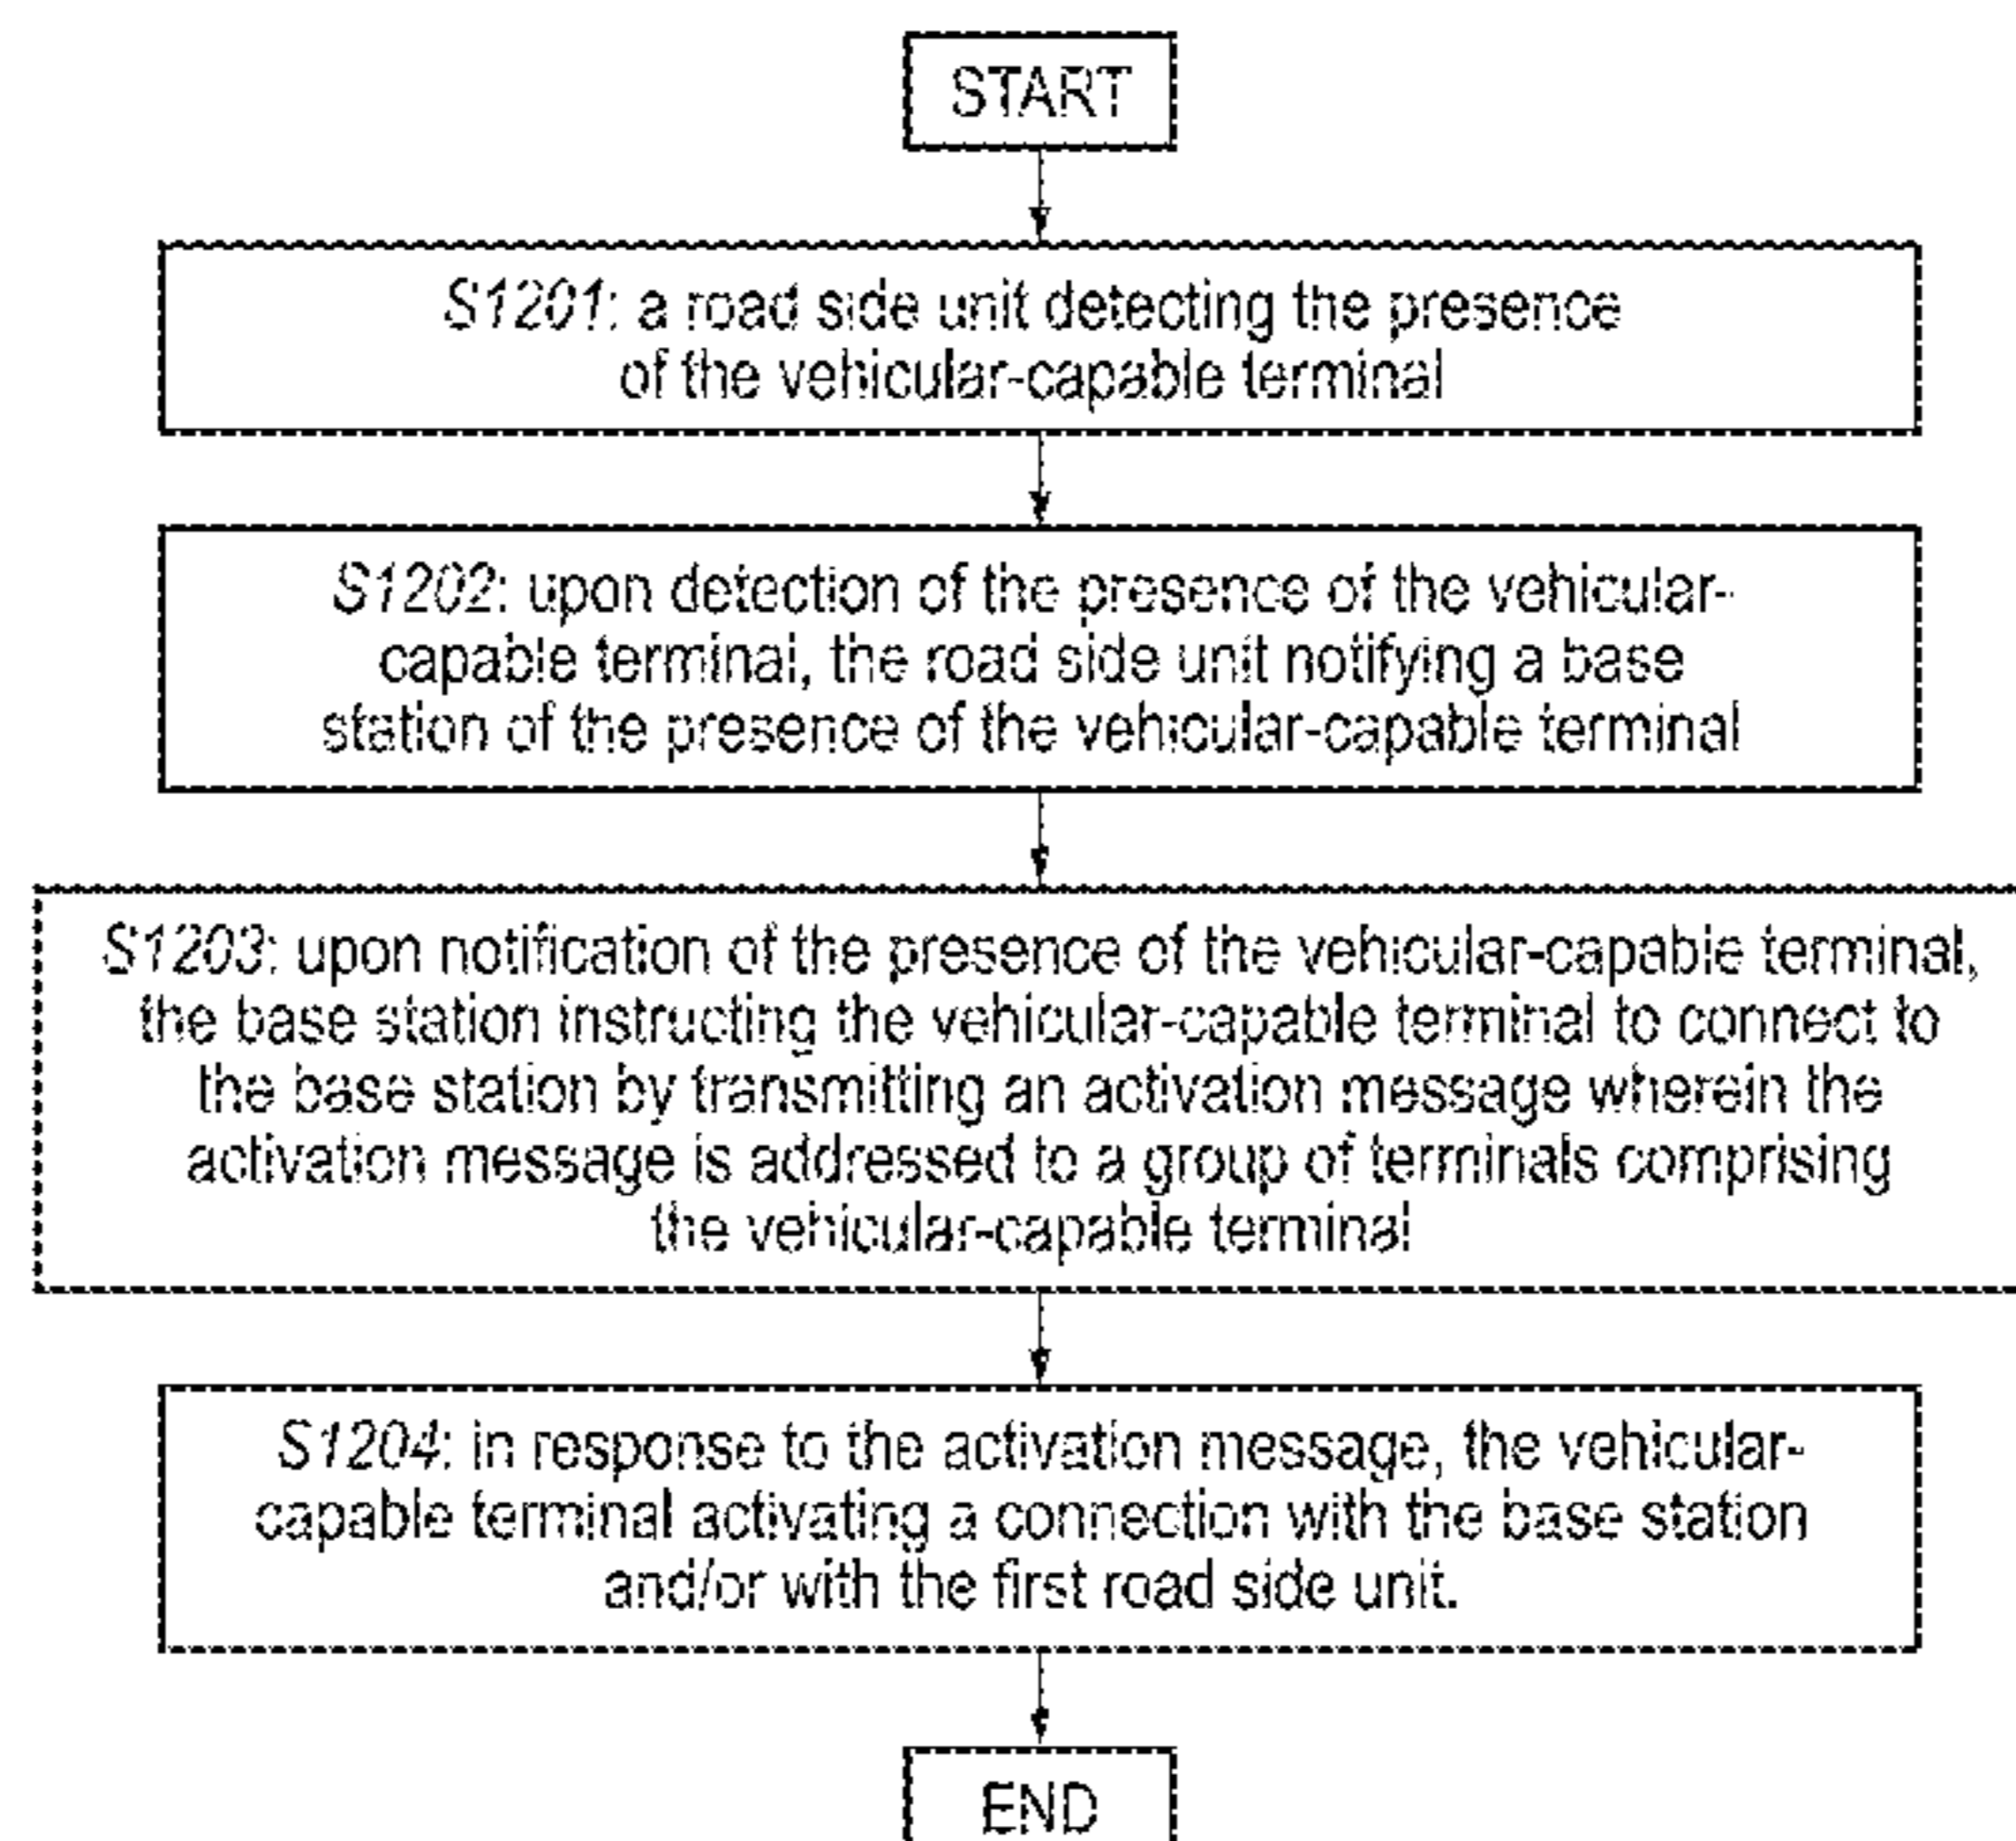 START
S1201: a road side unit detecting the presence
of the vehicular-capable terminal
S1202: upon detection of the presence of the vehicular-
capable terminal, the road side unit notifying a base
station of the presence of the vehicular-capable terminal
S1203: upon notification of the presence of the vehicular-capable terminal,
the base station instructing the vehicular-capable terminal to connect to
the base station by transmitting an activation message wherein the
activation message is addressed to a group of terminals comprising
the vehicular-capable terminal
S1204: in response to the activation message, the vehicular-
capable terminal activating a connection with the base station
and/or with the first road side unit.
END